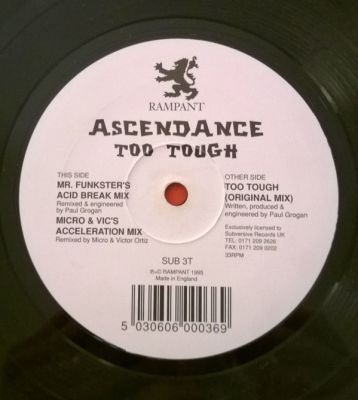 RAMPANT
ASCENDANCE
TOO TOUGH
THIS SIDE
MR. FUNKSTER'S
ACID BREAK MIX
Remixed & engineered
by Paul Grogan
MICRO & VIC'S
ACCELERATION MIX
Remixed by Micro & Victor Ortiz
OTHER SIDE
TOO TOUGH
(ORIGINAL MIX)
Written, produced &
engineered by Paul Grogan
Exclusively licensed to
Subversive Records UK
TEL: 0171 209 2626
FAX: 0171 209 0202
33RPM
SUB 3T
℗+© RAMPANT 1995
Made in England
5 030606 000369